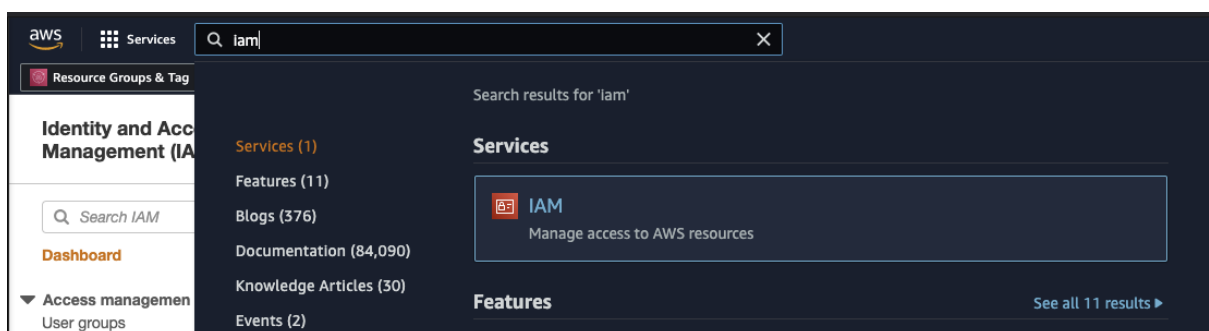 aws
Services
iam
Resource Groups & Tag
Identity and Acc
Management (IA
Search IAM
Dashboard
Access managemen
User groups
Search results for 'iam'
Services (1)
Features (11)
Blogs (376)
Documentation (84,090)
Knowledge Articles (30)
Events (2)
Services
IAM
Manage access to AWS resources
Features
See all 11 results